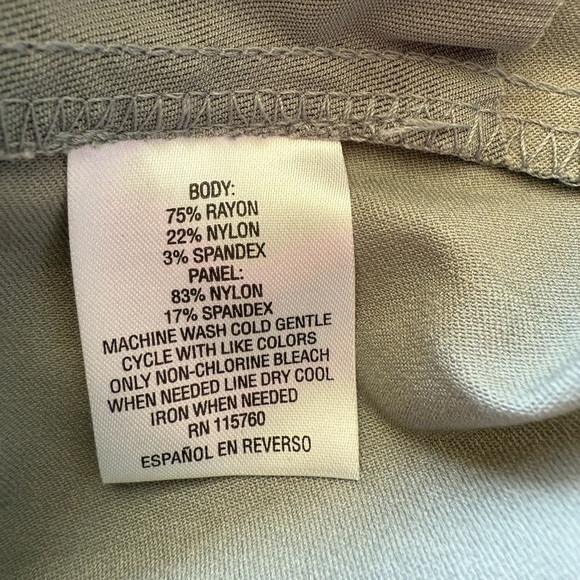 BODY:
75% RAYON
22% NYLON
3% SPANDEX
PANEL:
83% NYLON
17% SPANDEX
MACHINE WASH COLD GENTLE
CYCLE WITH LIKE COLORS
ONLY NON-CHLORINE BLEACH
WHEN NEEDED LINE DRY COOL
IRON WHEN NEEDED
RN 115760
ESPAÑOL EN REVERSO